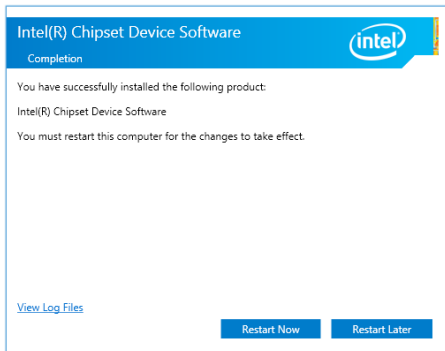 Intel(R) Chipset Device Software
Completion
intel
You have successfully installed the following product:
Intel(R) Chipset Device Software
You must restart this computer for the changes to take effect.
View Log Files
Restart Now
Restart Later